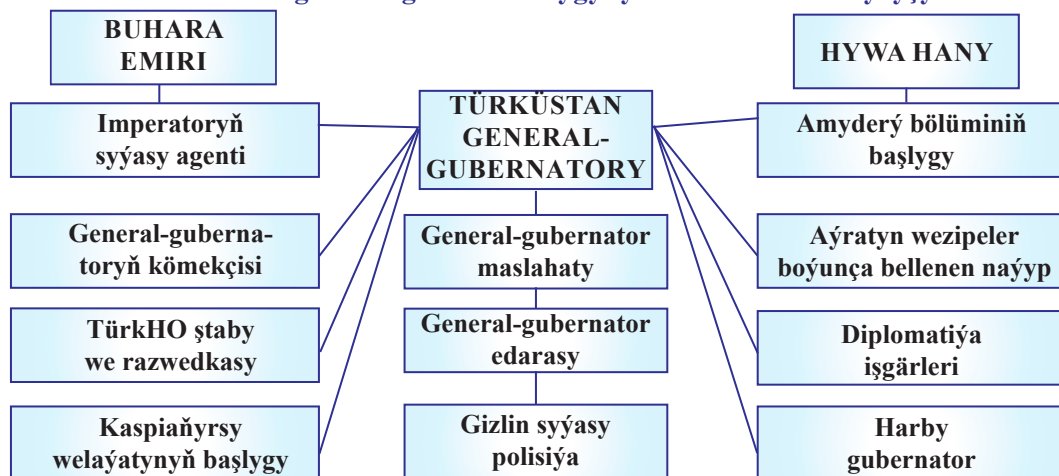 BUHARA
EMIRI
HYWA HANY
Imperatoryň
syýasy agenti
TÜRKÜSTAN
GENERAL-
GUBERNATORY
Amyderý bölüminiň
başlygy
General-guberna-
toryň kömekçisi
General-gubernator
maslahaty
Aýratyn wezipeler
boýunça bellenen naýyp
TürkHO ştaby
we razwedkasy
General-gubernator
edarasy
Diplomatiýa
işgärleri
Kaspiaňyrsy
welaýatynyň başlygy
Gizlin syýasy
polisiýa
Harby
gubernator